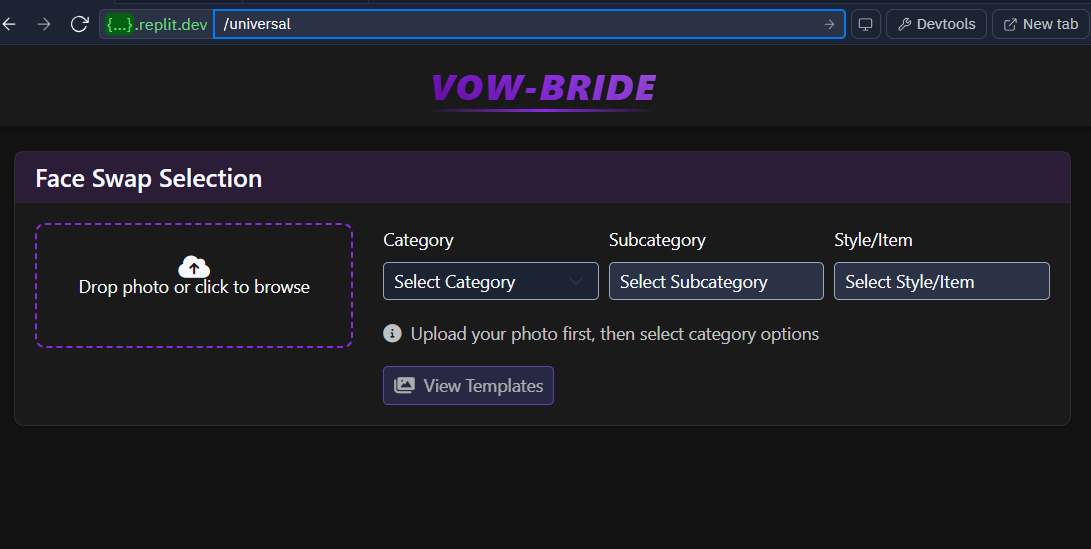 {...}.replit.dev /universal Devtools New tab
VOW-BRIDE
Face Swap Selection
Drop photo or click to browse
Category Subcategory Style/Item
Select Category Select Subcategory Select Style/Item
Upload your photo first, then select category options
View Templates